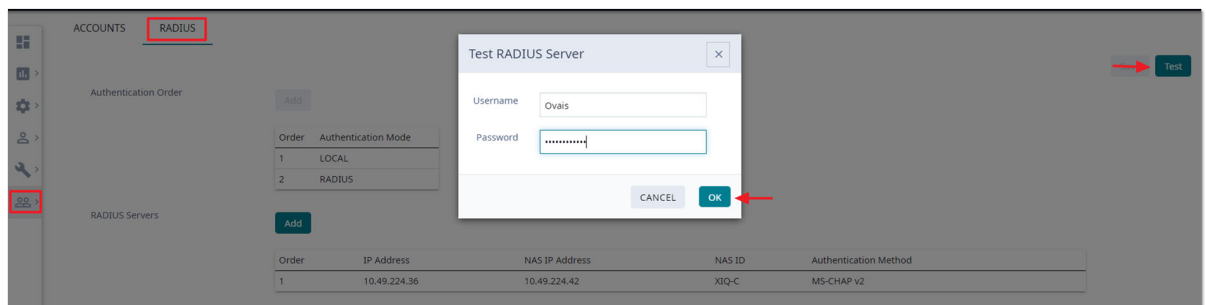 ACCOUNTS RADIUS
Test RADIUS Server
Test
Authentication Order
Add
Username Ovais
Password ••••••••••••
Order Authentication Mode
1 LOCAL
2 RADIUS
CANCEL OK
RADIUS Servers
Add
Order IP Address NAS IP Address NAS ID Authentication Method
1 10.49.224.36 10.49.224.42 XIQ-C MS-CHAP v2